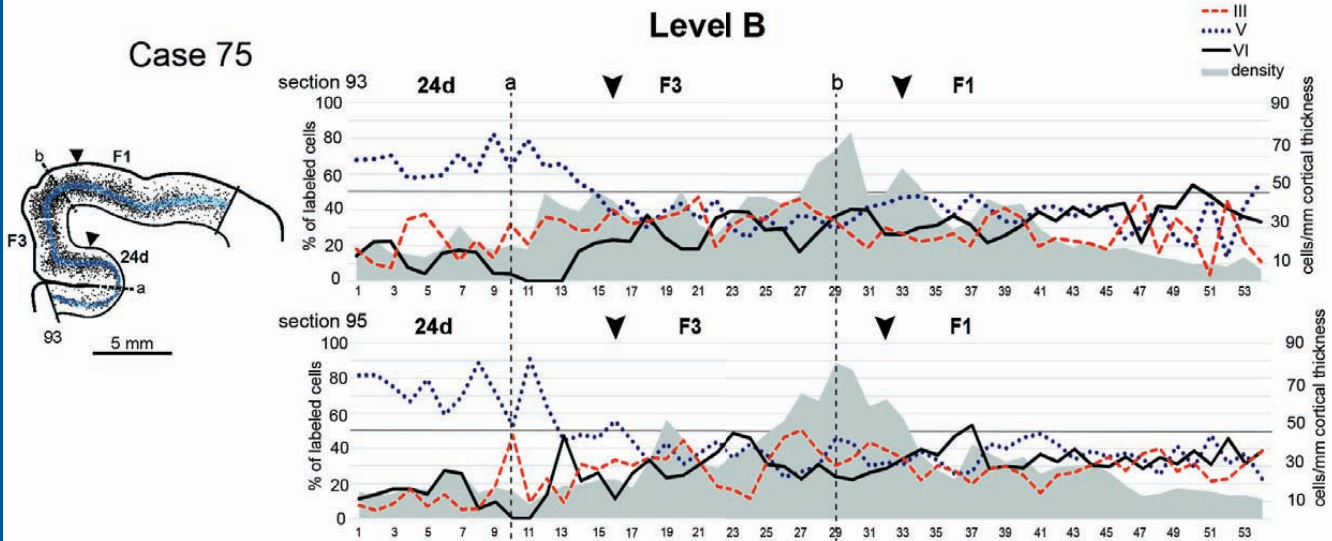 Level B
Case 75
III
V
VI
density
section 93 24d a F3 b F1
% of labeled cells
100
80
60
40
20
0
90
70
50
30
10
cells/mm cortical thickness
1 3 5 7 9 11 13 15 17 19 21 23 25 27 29 31 33 35 37 39 41 43 45 47 49 51 53
b F1
F3
24d
a
93
5 mm
section 95 24d F3 F1
% of labeled cells
100
80
60
40
20
0
90
70
50
30
10
cells/mm cortical thickness
1 3 5 7 9 11 13 15 17 19 21 23 25 27 29 31 33 35 37 39 41 43 45 47 49 51 53